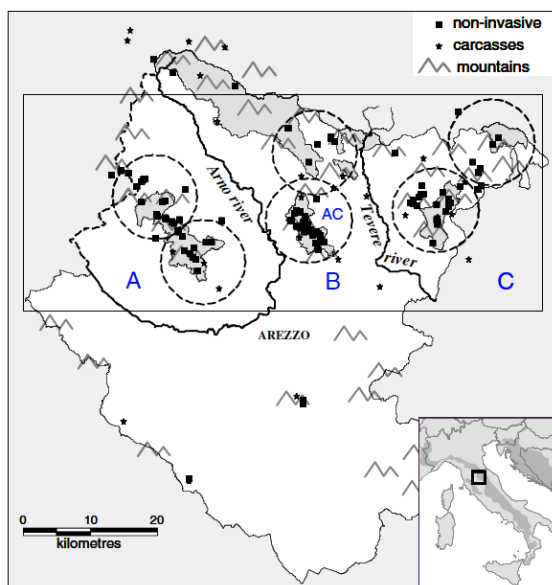 non-invasive
carcasses
mountains
Arno river
AC
Tevere
river
A
B
C
AREZZO
0 10 20
kilometres